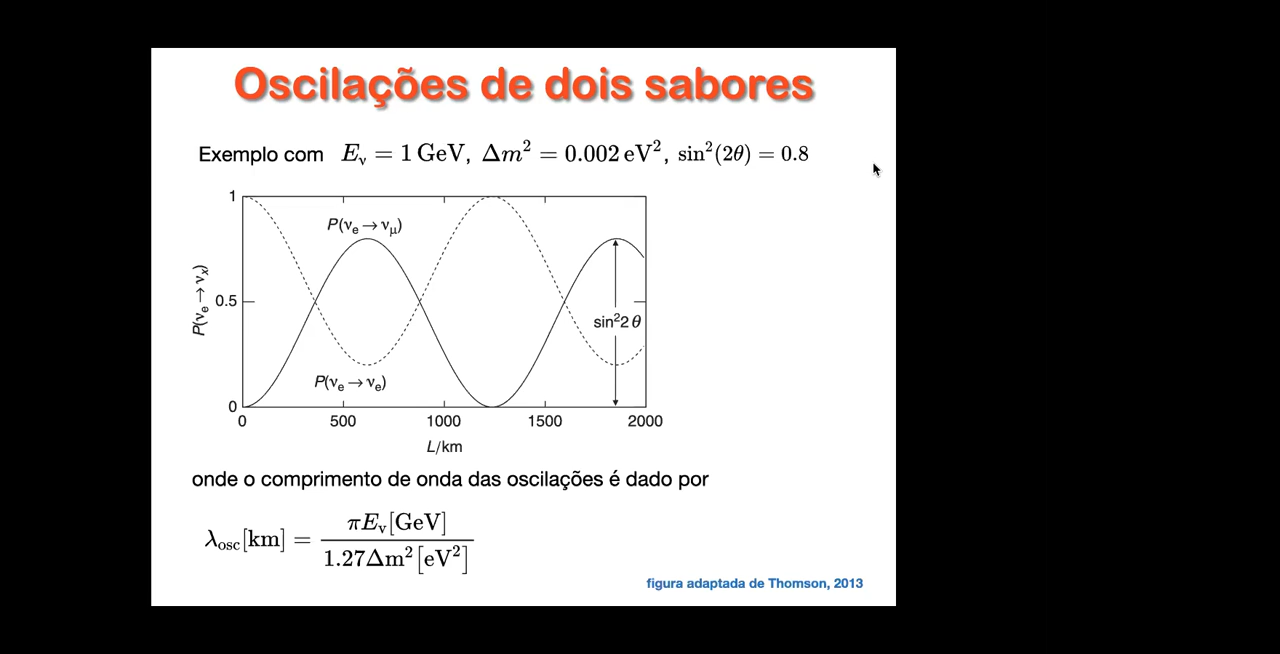 Oscilações de dois sabores
Exemplo com E_ν = 1 GeV, Δm² = 0.002 eV², sin²(2θ) = 0.8
1
P(ν_e → ν_μ)
P(ν_e → ν_x)
0.5
sin²2θ
P(ν_e → ν_e)
0
0 500 1000 1500 2000
L/km
onde o comprimento de onda das oscilações é dado por
λ_osc[km] = πE_ν[GeV] / 1.27Δm²[eV²]
figura adaptada de Thomson, 2013